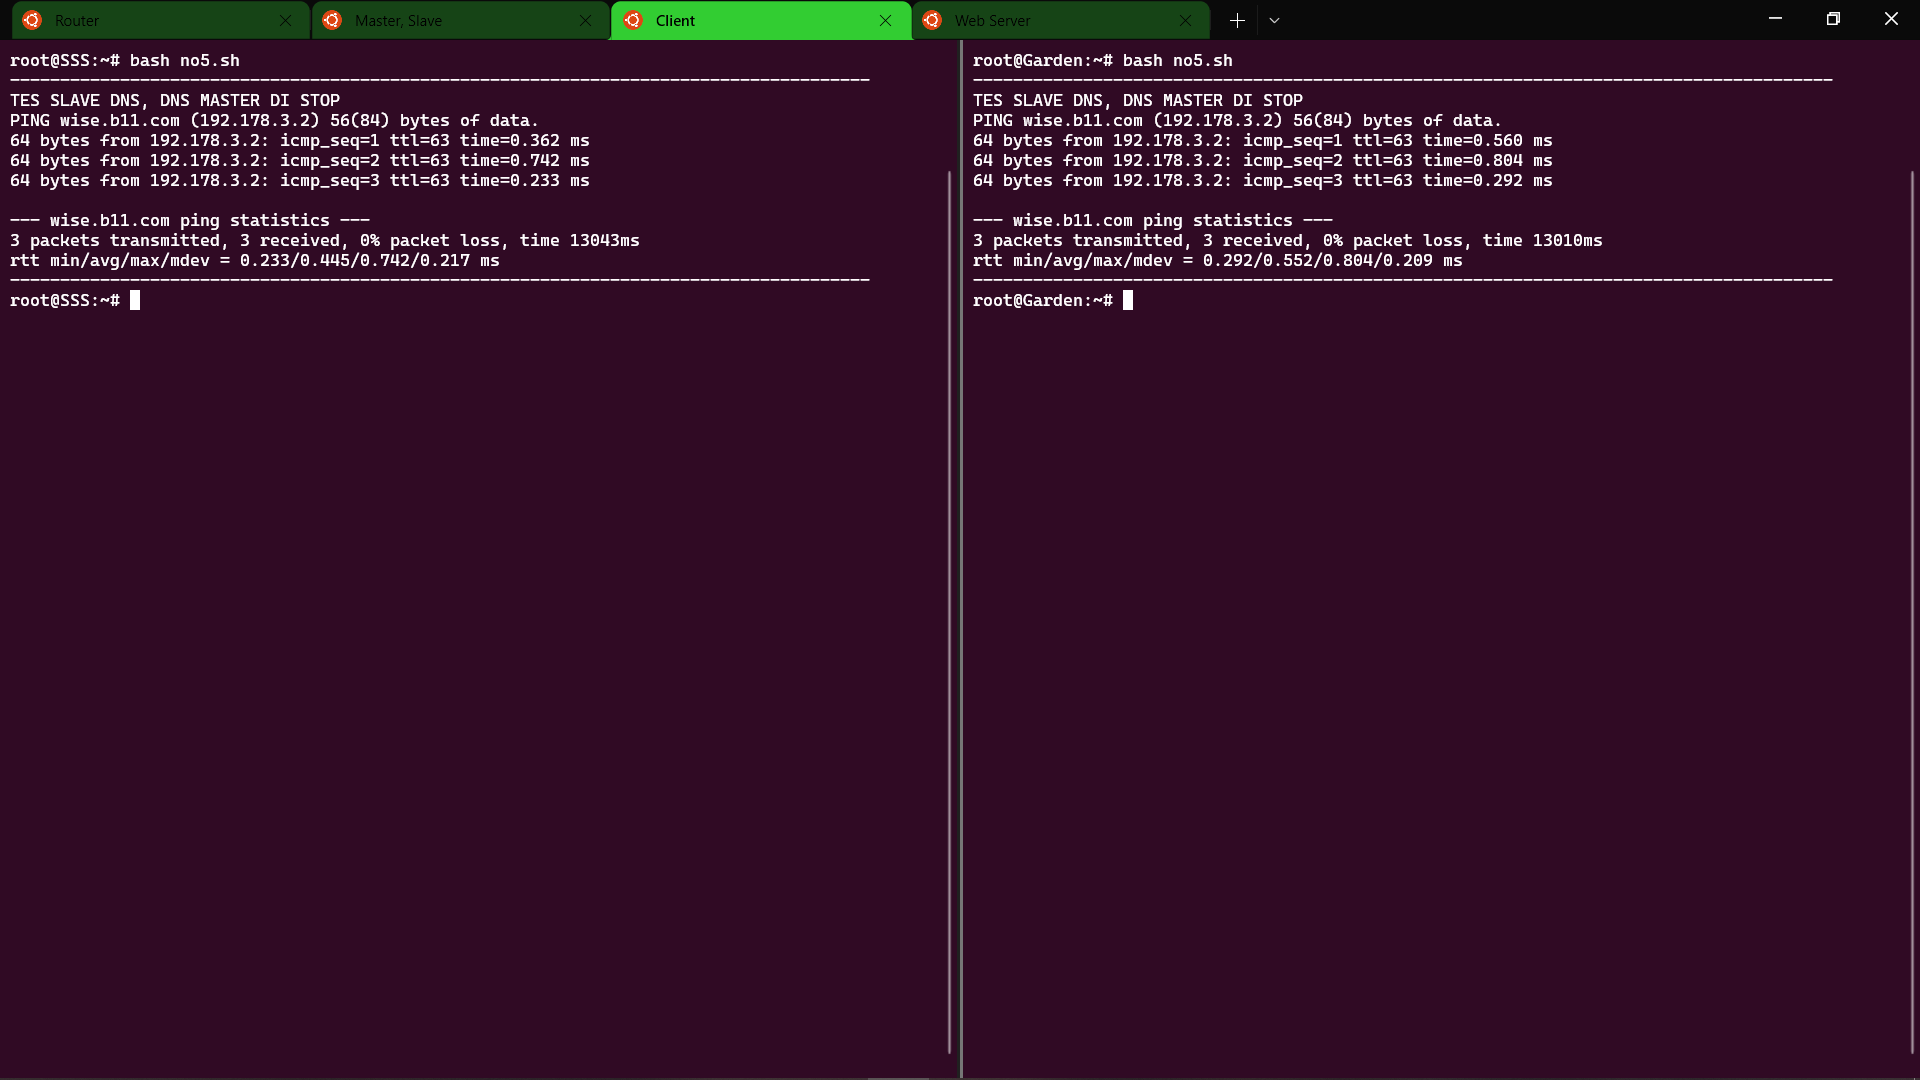 Router
Master, Slave
Client
Web Server
root@SSS:~# bash no5.sh
--------------------------------------------------------------------------------------
TES SLAVE DNS, DNS MASTER DI STOP
PING wise.b11.com (192.178.3.2) 56(84) bytes of data.
64 bytes from 192.178.3.2: icmp_seq=1 ttl=63 time=0.362 ms
64 bytes from 192.178.3.2: icmp_seq=2 ttl=63 time=0.742 ms
64 bytes from 192.178.3.2: icmp_seq=3 ttl=63 time=0.233 ms
--- wise.b11.com ping statistics ---
3 packets transmitted, 3 received, 0% packet loss, time 13043ms
rtt min/avg/max/mdev = 0.233/0.445/0.742/0.217 ms
--------------------------------------------------------------------------------------
root@SSS:~#
root@Garden:~# bash no5.sh
--------------------------------------------------------------------------------------
TES SLAVE DNS, DNS MASTER DI STOP
PING wise.b11.com (192.178.3.2) 56(84) bytes of data.
64 bytes from 192.178.3.2: icmp_seq=1 ttl=63 time=0.560 ms
64 bytes from 192.178.3.2: icmp_seq=2 ttl=63 time=0.804 ms
64 bytes from 192.178.3.2: icmp_seq=3 ttl=63 time=0.292 ms
--- wise.b11.com ping statistics ---
3 packets transmitted, 3 received, 0% packet loss, time 13010ms
rtt min/avg/max/mdev = 0.292/0.552/0.804/0.209 ms
--------------------------------------------------------------------------------------
root@Garden:~#